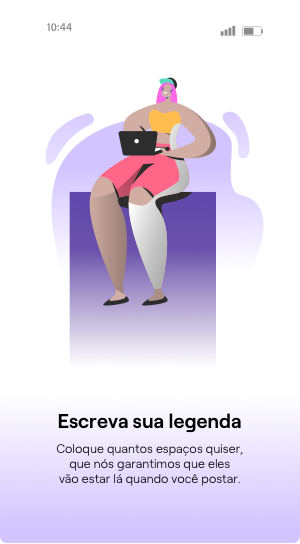 10:44
Escreva sua legenda
Coloque quantos espaços quiser,
que nós garantimos que eles
vão estar lá quando você postar.